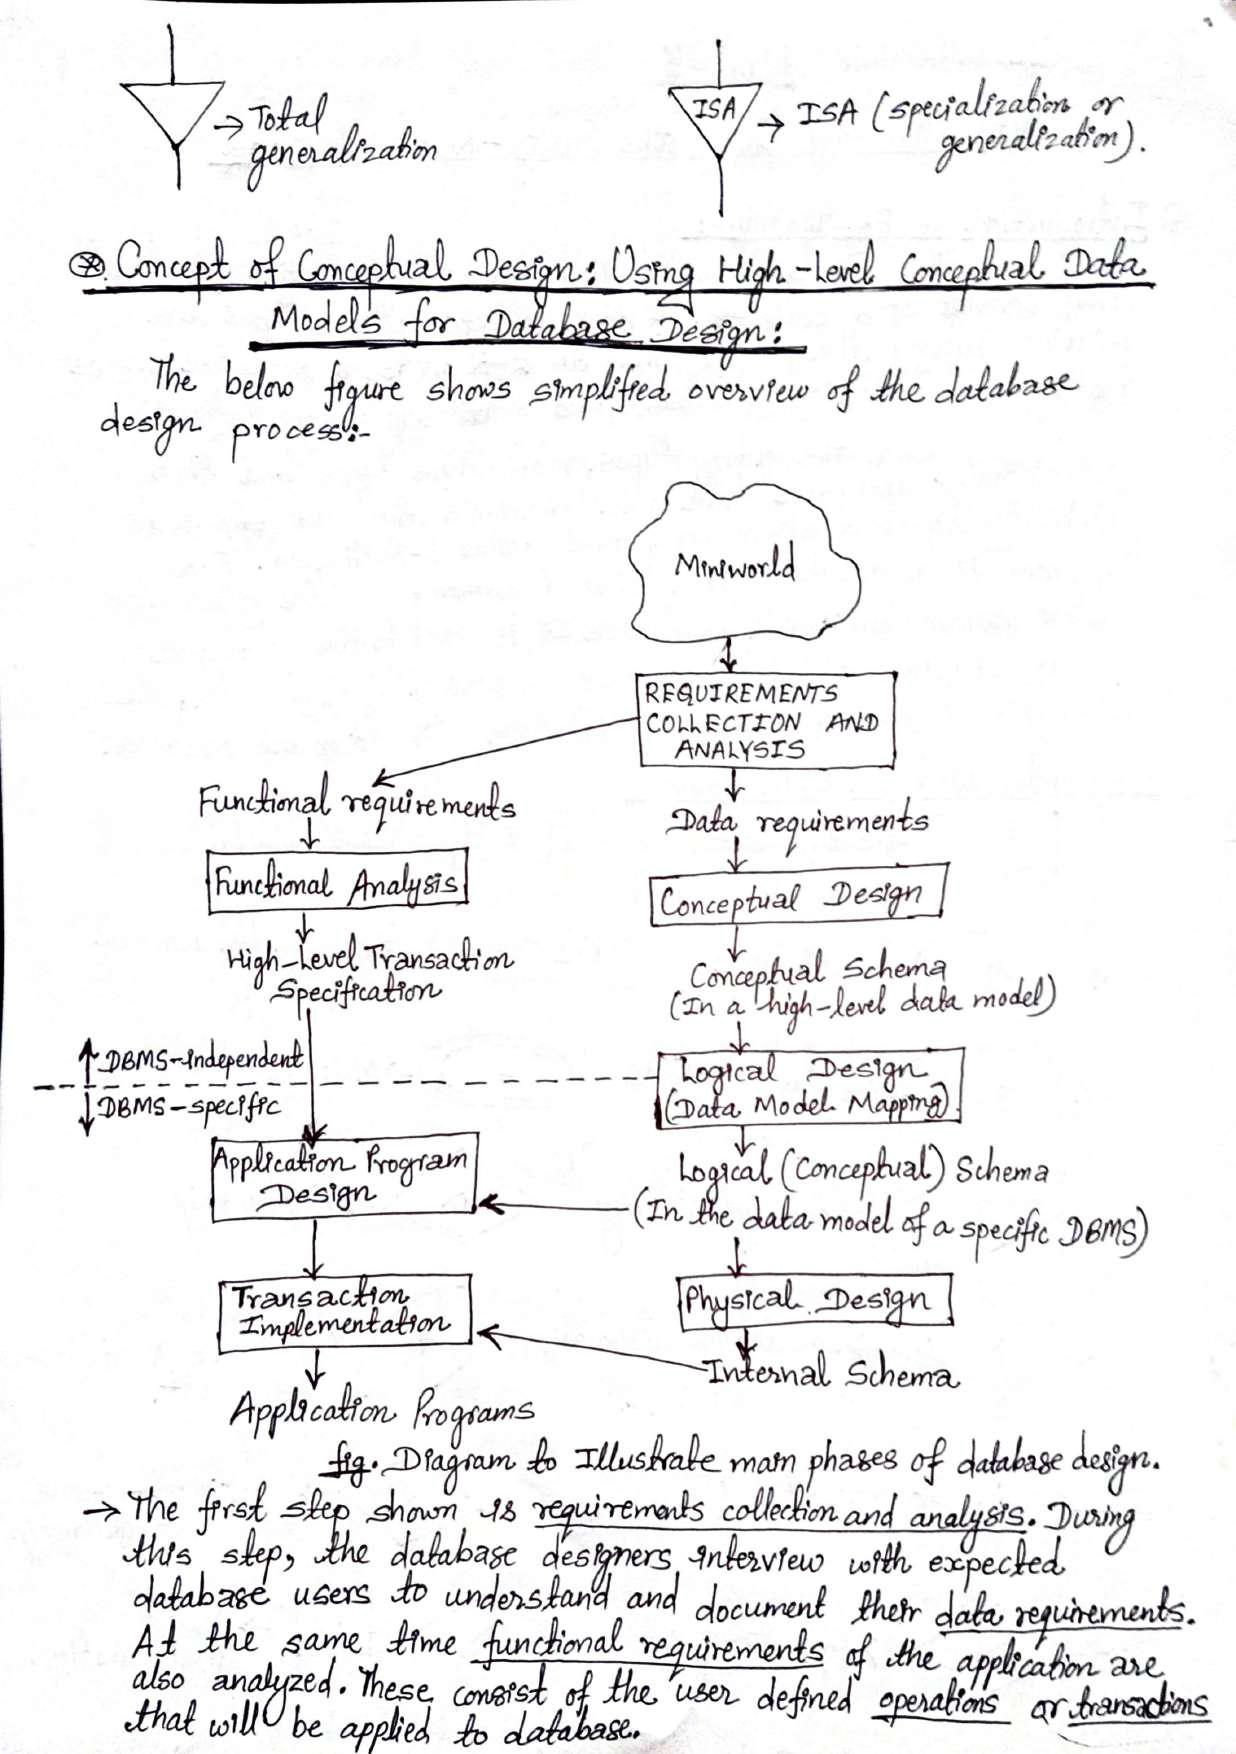 → Total
generalization
ISA → ISA (specialization or
generalization).
⊛ Concept of Conceptual Design: Using High-Level Conceptual Data
Models for Database Design:
The below figure shows simplified overview of the database
design process:-
Miniworld
REQUIREMENTS
COLLECTION AND
ANALYSIS
Functional requirements
Data requirements
Functional Analysis
Conceptual Design
High-Level Transaction
Specification
Conceptual Schema
(In a high-level data model)
↑ DBMS-independent
↓ DBMS-specific
Logical Design
(Data Model Mapping)
Application Program
Design
Logical (Conceptual) Schema
(In the data model of a specific DBMS)
Transaction
Implementation
Physical Design
Internal Schema
Application Programs
fig. Diagram to Illustrate main phases of database design.
→ The first step shown is requirements collection and analysis. During
this step, the database designers interview with expected
database users to understand and document their data requirements.
At the same time functional requirements of the application are
also analyzed. These consist of the user defined operations or transactions
that will be applied to database.